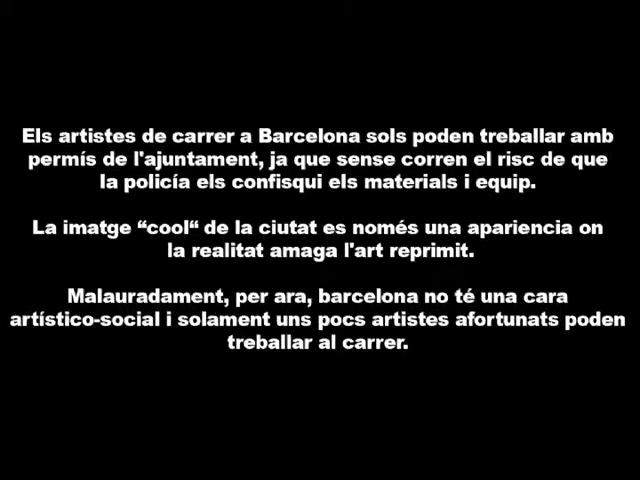 Els artistes de carrer a Barcelona sols poden treballar amb
permís de l'ajuntament, ja que sense corren el risc de que
la policía els confisqui els materials i equip.
La imatge “cool“ de la ciutat es només una apariencia on
la realitat amaga l'art reprimit.
Malauradament, per ara, barcelona no té una cara
artístico-social i solament uns pocs artistes afortunats poden
treballar al carrer.